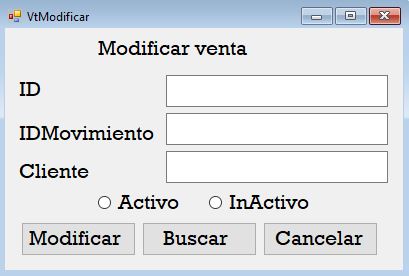 VtModificar
Modificar venta
ID
IDMovimiento
Cliente
Activo InActivo
Modificar Buscar Cancelar